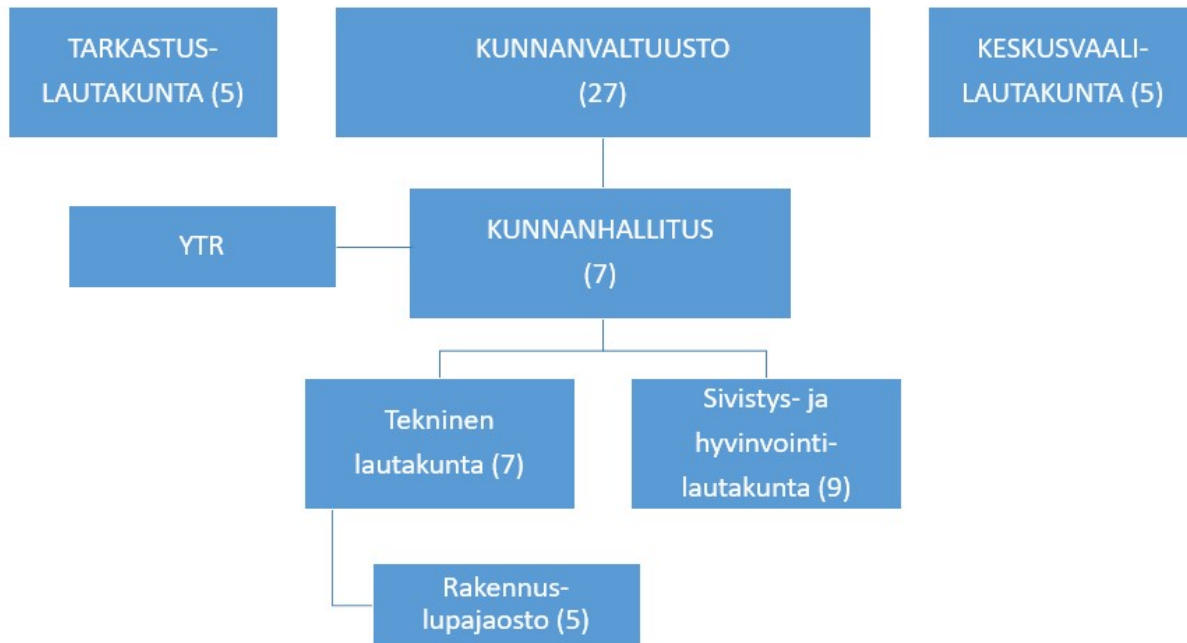 TARKASTUS-
LAUTAKUNTA (5)
KUNNANVALTUUSTO
(27)
KESKUSVAALI-
LAUTAKUNTA (5)
YTR
KUNNANHALLITUS
(7)
Tekninen
lautakunta (7)
Sivistys- ja
hyvinvointi-
lautakunta (9)
Rakennus-
lupajaosto (5)